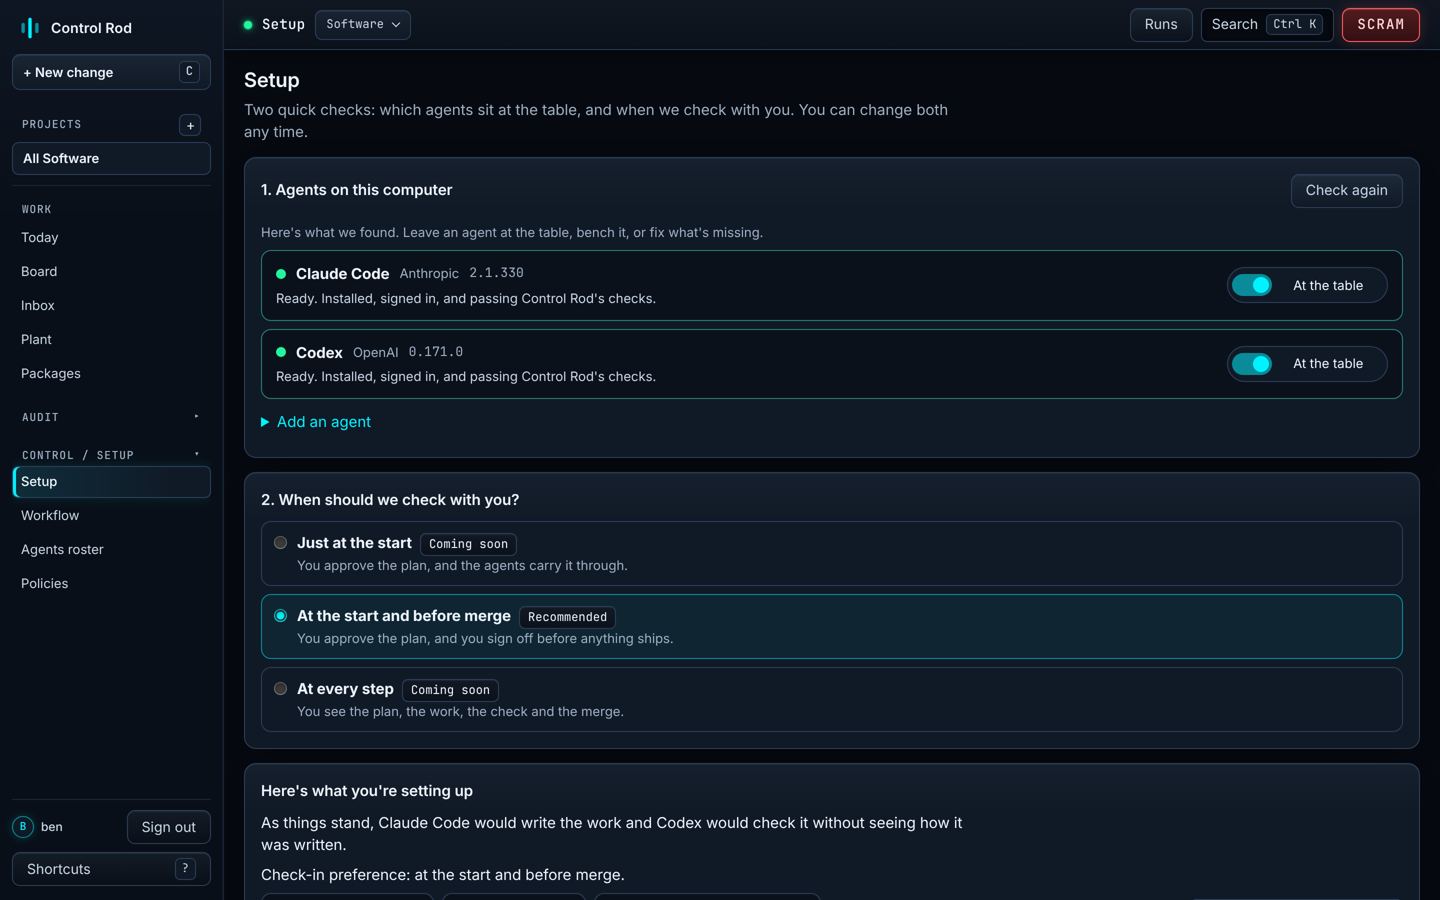 Control Rod
+ New change C
PROJECTS +
All Software
WORK
Today
Board
Inbox
Plant
Packages
AUDIT
CONTROL / SETUP
Setup
Workflow
Agents roster
Policies
B ben Sign out
Shortcuts ?
Setup Software Runs Search Ctrl K SCRAM
Setup
Two quick checks: which agents sit at the table, and when we check with you. You can change both
any time.
1. Agents on this computer Check again
Here's what we found. Leave an agent at the table, bench it, or fix what's missing.
Claude Code Anthropic 2.1.330
Ready. Installed, signed in, and passing Control Rod's checks.
At the table
Codex OpenAI 0.171.0
Ready. Installed, signed in, and passing Control Rod's checks.
At the table
Add an agent
2. When should we check with you?
Just at the start Coming soon
You approve the plan, and the agents carry it through.
At the start and before merge Recommended
You approve the plan, and you sign off before anything ships.
At every step Coming soon
You see the plan, the work, the check and the merge.
Here's what you're setting up
As things stand, Claude Code would write the work and Codex would check it without seeing how it
was written.
Check-in preference: at the start and before merge.